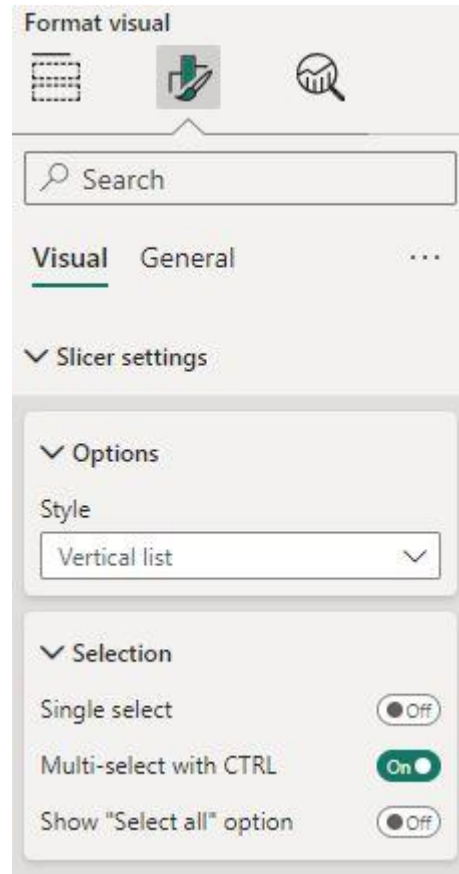 Format visual
Search
Visual General ...
Slicer settings
Options
Style
Vertical list
Selection
Single select Off
Multi-select with CTRL On
Show "Select all" option Off